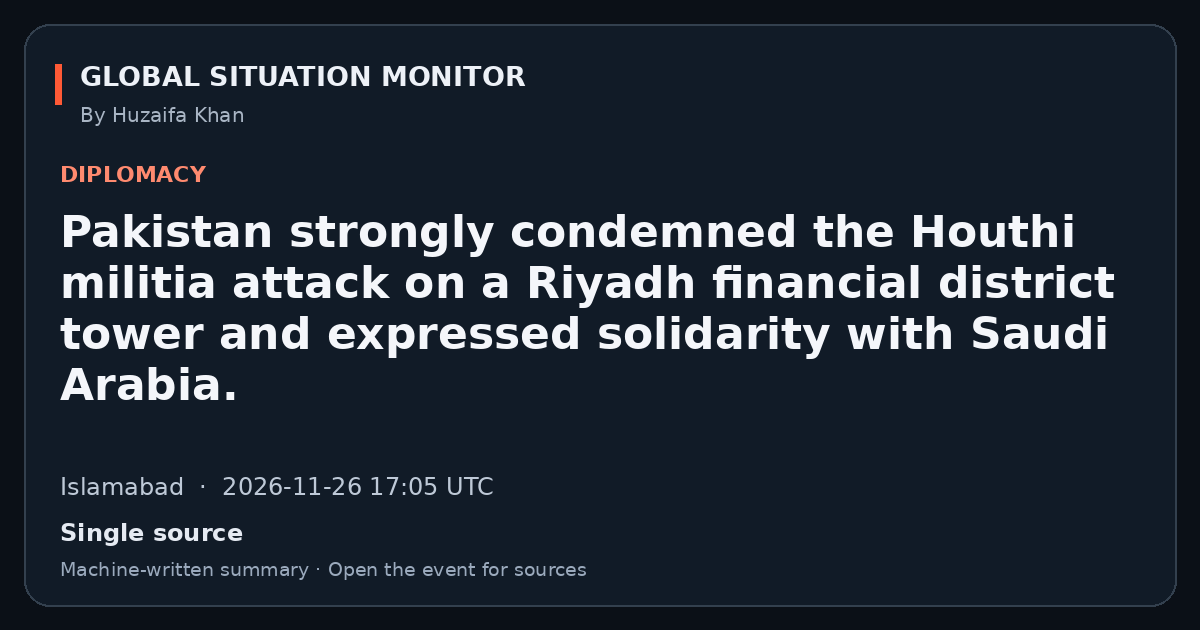 GLOBAL SITUATION MONITOR
By Huzaifa Khan
DIPLOMACY
Pakistan strongly condemned the Houthi
militia attack on a Riyadh financial district
tower and expressed solidarity with Saudi
Arabia.
Islamabad · 2026-11-26 17:05 UTC
Single source
Machine-written summary · Open the event for sources